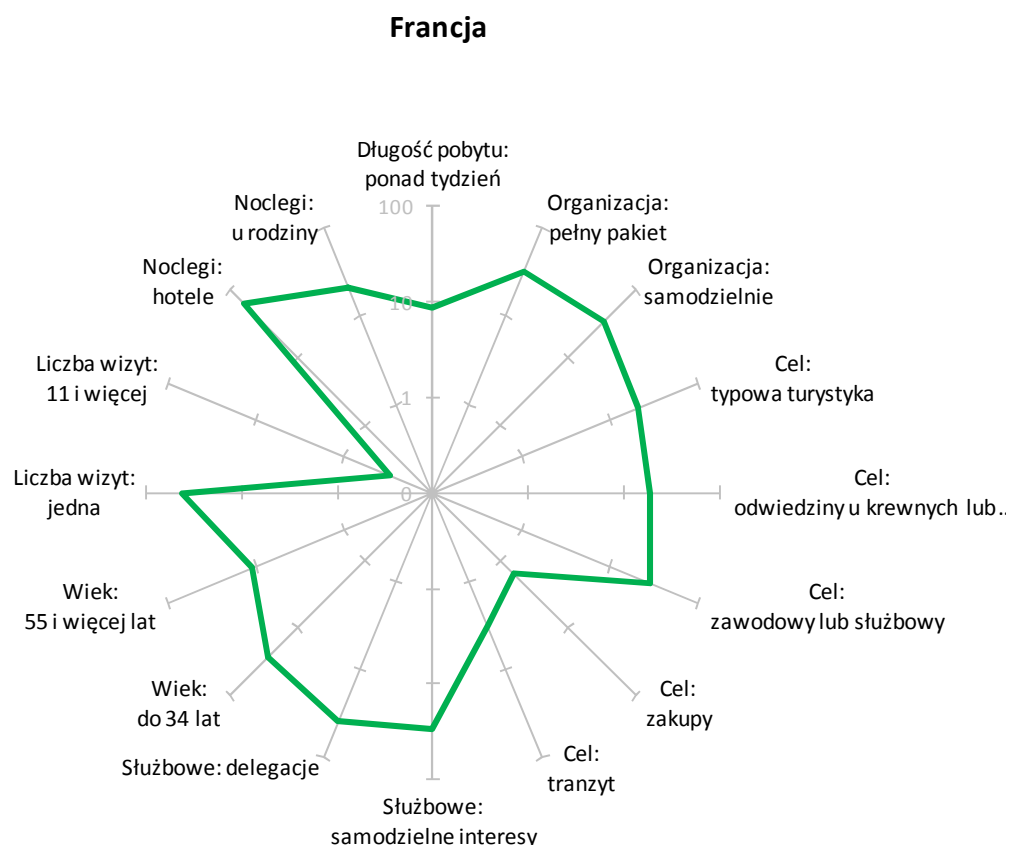 Francja
Długość pobytu:
ponad tydzień
Organizacja:
pełny pakiet
Organizacja:
samodzielnie
Cel:
typowa turystyka
Cel:
odwiedziny u krewnych lub..
Cel:
zawodowy lub służbowy
Cel:
zakupy
Cel:
tranzyt
Służbowe:
samodzielne interesy
Służbowe: delegacje
Wiek:
do 34 lat
Wiek:
55 i więcej lat
Liczba wizyt:
jedna
Liczba wizyt:
11 i więcej
Noclegi:
hotele
Noclegi:
u rodziny
100
10
1
0